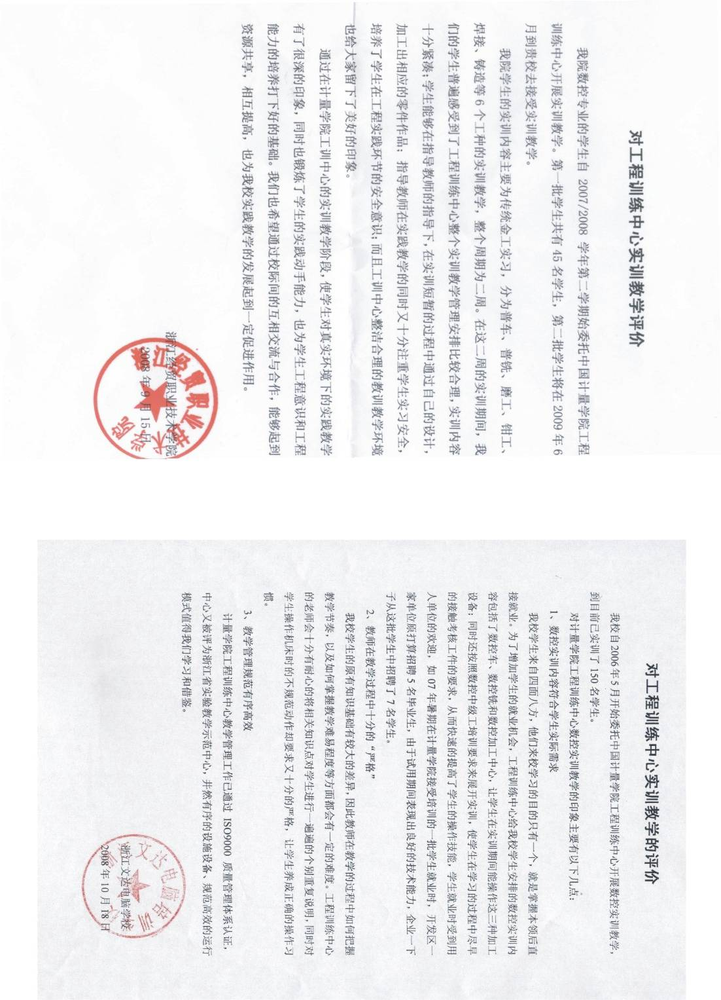 对工程训练中心实训教学评价
我院数控专业的学生自 2007/2008 学年第二学期始委托中国计量学院工程
训练中心开展实训教学。第一批学生共有 45 名学生，第二批学生将在 2009 年 6
月到贵校去接受实训教学。
我院学生的实训内容主要为传统金工实习，分为普车、普铣、磨工、钳工、
焊接、铸造等 6 个工种的实训教学，整个周期为二周。在这二周的实训期间，我
们的学生普遍感受到了工程训练中心整个实训教学管理安排比较合理，实训内容
十分紧凑；学生能够在指导教师的指导下，在实训短暂的过程中通过自己的设计，
加工出相应的零件作品；指导教师在实践教学的同时又十分注重学生实习安全，
培养了学生在工程实践环节的安全意识；而且工训中心整洁合理的教训教学环境
也给大家留下了美好的印象。
通过在计量学院工训中心的实训教学阶段，使学生对真实环境下的实践教学
有了很深的印象，同时也锻炼了学生的实践动手能力，也为学生工程意识和工程
能力的培养打下好的基础。我们也希望通过校际间的互相交流与合作，能够起到
资源共享，相互提高，也为我校实践教学的发展起到一定促进作用。
浙江经贸职业技术学院
2008 年 9 月 15 日
浙江经贸职业技术学院
对工程训练中心实训教学的评价
我校自 2006 年 5 月开始委托中国计量学院工程训练中心开展数控实训教学，
到目前已实训了 150 名学生。
对计量学院工程训练中心数控实训教学的印象主要有以下几点：
1、数控实训内容符合学生实际需求
我校学生来自四面八方，他们来校学习的目的只有一个，就是掌握本领后直
接就业。为了增加学生的就业机会，工程训练中心给我校学生安排的数控实训内
容包括了数控车、数控铣和数控加工中心，让学生在实训期间能操作这三种加工
设备；同时还按照数控中级工培训要求来展开实训，使学生在学习的过程中尽早
的接触考核工件的要求，从而快速的提高了学生的操作技能，学生就业时受到用
人单位的欢迎，如 07 年暑期在计量学院接受培训的一批学生就业时，开发区一
家单位原打算招聘 5 名毕业生，由于试用期间表现出良好的技术能力，企业一下
子从这批学生中招聘了 7 名学生。
2、教师在教学过程中十分的“严格”
我校学生的原有知识基础有较大的差异，因此教师在教学的过程中如何把握
教学节奏，以及如何掌握教学难易程度等方面都会有一定的难度。工程训练中心
的老师会十分有耐心的将相关知识点对学生进行一遍遍的个别重复说明，同时对
学生操作机床时的不规范动作却要求又十分的严格，让学生养成正确的操作习
惯。
3、教学管理规范有序高效
计量学院工程训练中心教学管理工作已通过 ISO9000 质量管理体系认证，
中心又被评为浙江省实验教学示范中心，井然有序的设施设备、规范高效的运行
模式值得我们学习和借鉴。
浙江文达电脑学校
2008 年 10 月 18 日